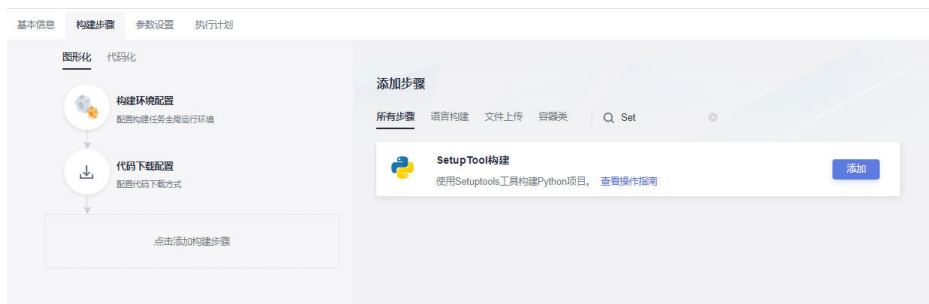 基本信息 构建步骤 参数设置 执行计划
图形化 代码化
构建环境配置
配置构建任务全局运行环境
代码下载配置
配置代码下载方式
点击添加构建步骤
添加步骤
所有步骤 语言构建 文件上传 容器类 Set
SetupTool构建
使用Setuptools工具构建Python项目。 查看操作指南
添加